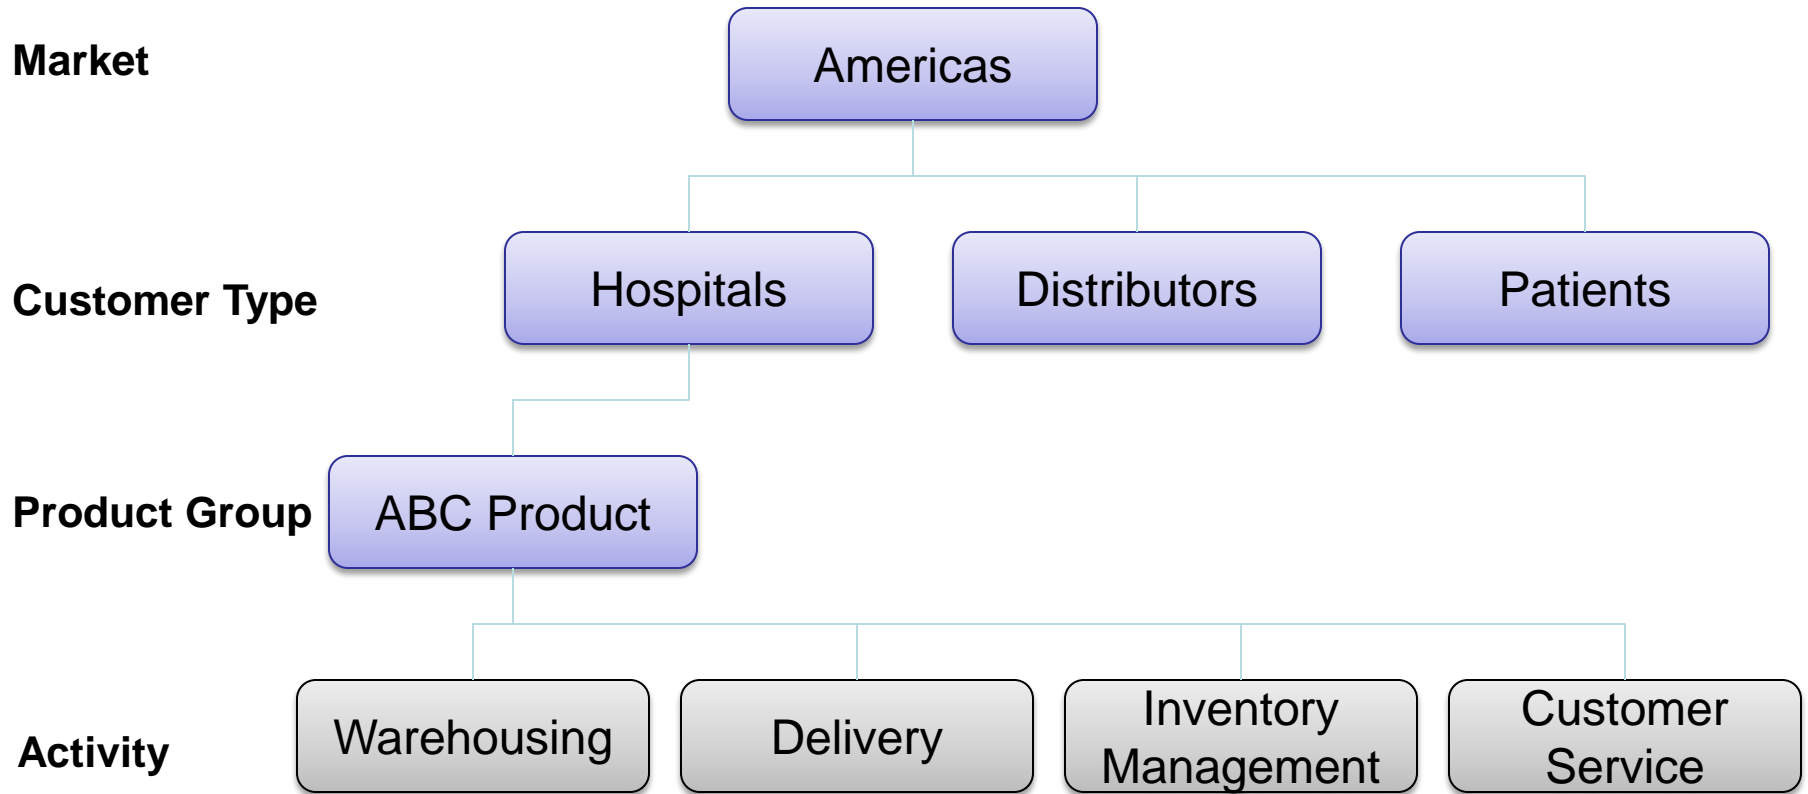 Market
Americas
Customer Type
Hospitals
Distributors
Patients
Product Group
ABC Product
Activity
Warehousing
Delivery
Inventory
Management
Customer
Service